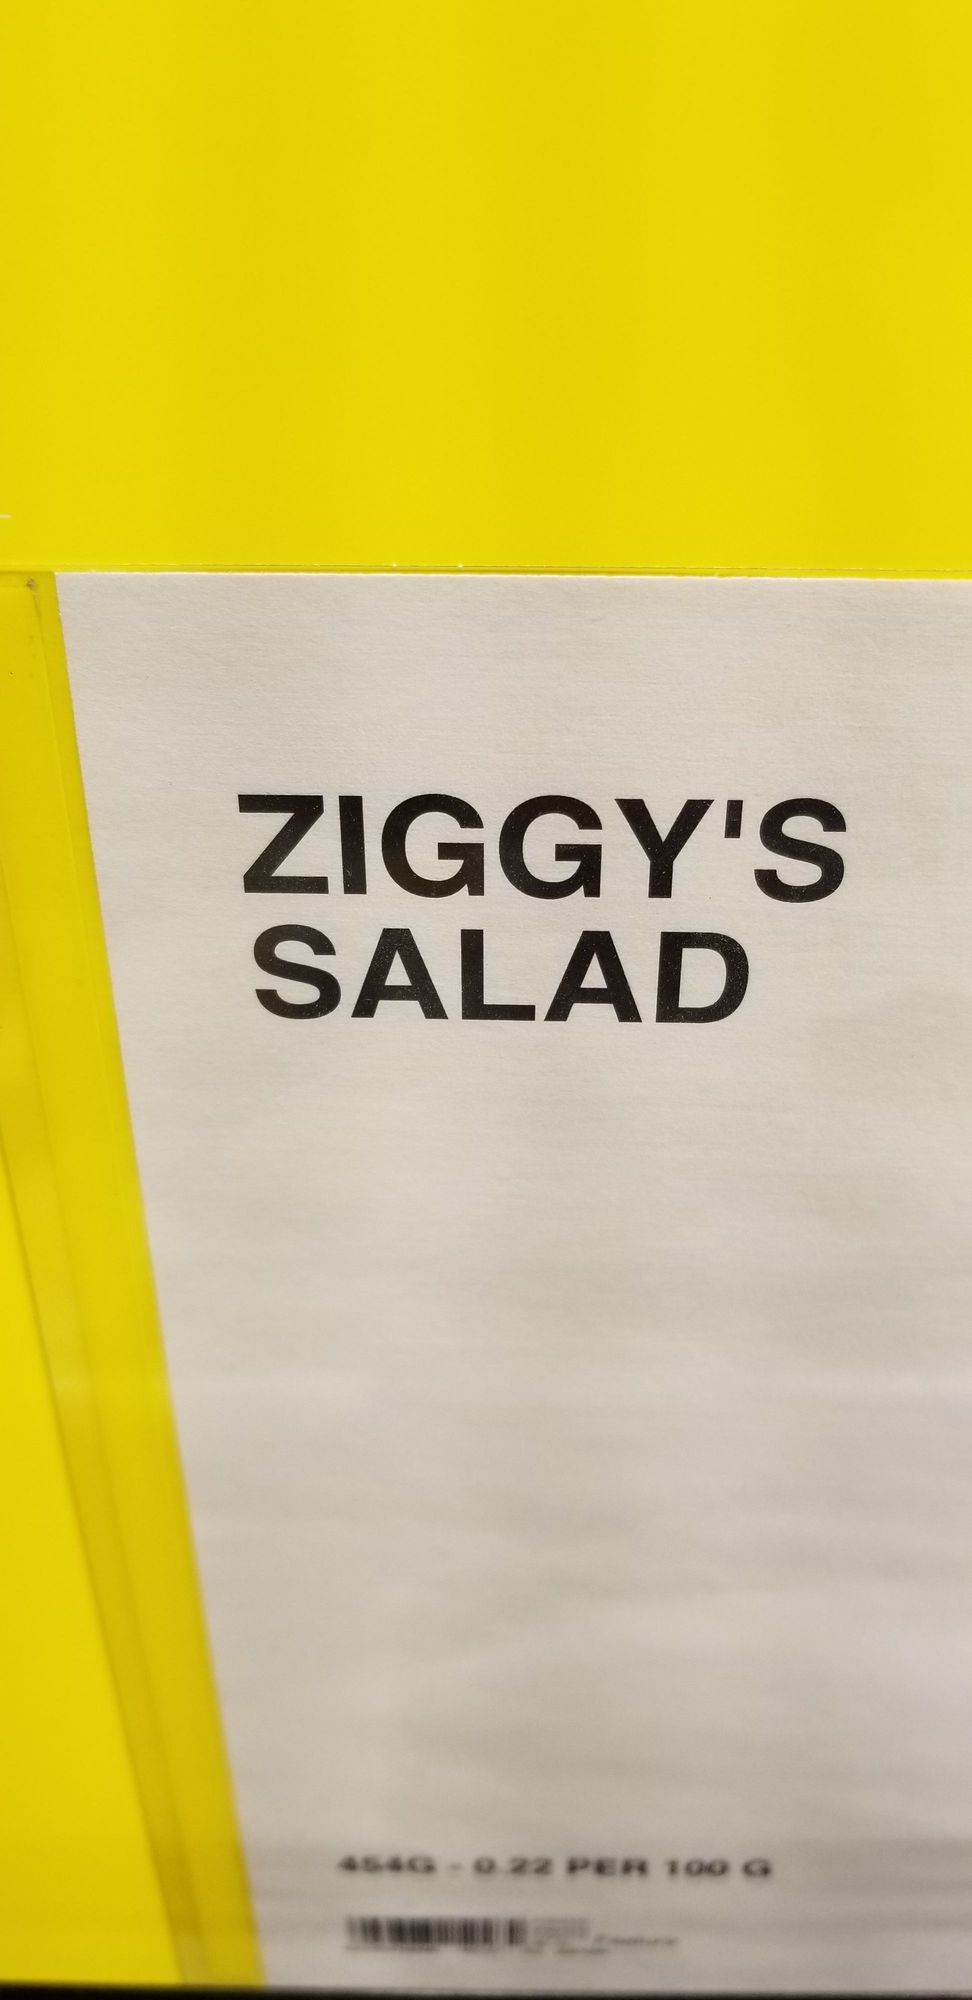 ZIGGY'S
SALAD
454G - 0.22 PER 100 G